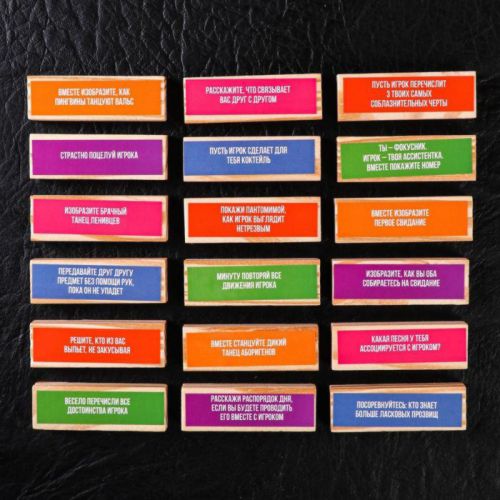 ВМЕСТЕ ИЗОБРАЗИТЕ, КАК
ПИНГВИНЫ ТАНЦУЮТ ВАЛЬС
РАССКАЖИТЕ, ЧТО СВЯЗЫВАЕТ
ВАС ДРУГ С ДРУГОМ
ПУСТЬ ИГРОК ПЕРЕЧИСЛИТ
3 ТВОИХ САМЫХ
СОБЛАЗНИТЕЛЬНЫХ ЧЕРТЫ
СТРАСТНО ПОЦЕЛУЙ ИГРОКА
ПУСТЬ ИГРОК СДЕЛАЕТ ДЛЯ
ТЕБЯ КОКТЕЙЛЬ
ТЫ – ФОКУСНИК,
ИГРОК – ТВОЯ АССИСТЕНТКА.
ВМЕСТЕ ПОКАЖИТЕ НОМЕР
ИЗОБРАЗИТЕ БРАЧНЫЙ
ТАНЕЦ ЛЕНИВЦЕВ
ПОКАЖИ ПАНТОМИМОЙ,
КАК ИГРОК ВЫГЛЯДИТ
НЕТРЕЗВЫМ
ВМЕСТЕ ИЗОБРАЗИТЕ
ПЕРВОЕ СВИДАНИЕ
ПЕРЕДАВАЙТЕ ДРУГ ДРУГУ
ПРЕДМЕТ БЕЗ ПОМОЩИ РУК,
ПОКА ОН НЕ УПАДЕТ
МИНУТУ ПОВТОРЯЙ ВСЕ
ДВИЖЕНИЯ ИГРОКА
ИЗОБРАЗИТЕ, КАК ВЫ ОБА
СОБИРАЕТЕСЬ НА СВИДАНИЕ
РЕШИТЕ, КТО ИЗ ВАС
ВЫПЬЕТ, НЕ ЗАКУСЫВАЯ
ВМЕСТЕ СТАНЦУЙТЕ ДИКИЙ
ТАНЕЦ АБОРИГЕНОВ
КАКАЯ ПЕСНЯ У ТЕБЯ
АССОЦИИРУЕТСЯ С ИГРОКОМ?
ВЕСЕЛО ПЕРЕЧИСЛИ ВСЕ
ДОСТОИНСТВА ИГРОКА
РАССКАЖИ РАСПОРЯДОК ДНЯ,
ЕСЛИ ВЫ БУДЕТЕ ПРОВОДИТЬ
ЕГО ВМЕСТЕ С ИГРОКОМ
ПОСОРЕВНУЙТЕСЬ: КТО ЗНАЕТ
БОЛЬШЕ ЛАСКОВЫХ ПРОЗВИЩ